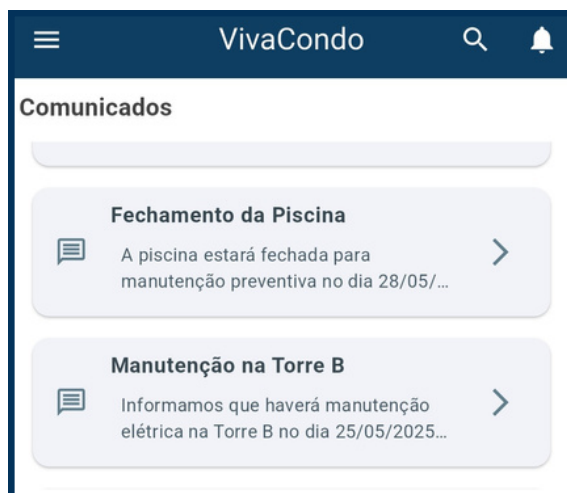 VivaCondo
Comunicados
Fechamento da Piscina
A piscina estará fechada para
manutenção preventiva no dia 28/05/...
Manutenção na Torre B
Informamos que haverá manutenção
elétrica na Torre B no dia 25/05/2025...